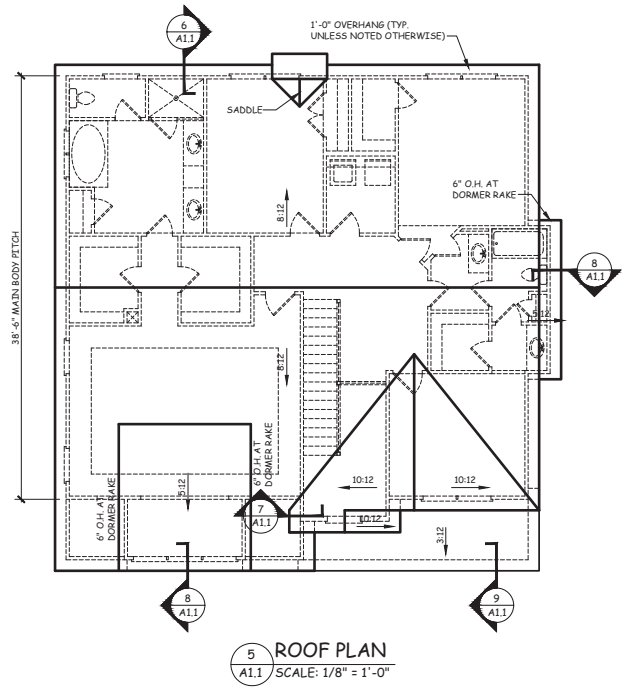 6
A1.1
1'-0" OVERHANG (TYP.
UNLESS NOTED OTHERWISE)
SADDLE
6" O.H. AT
DORMER RAKE
8:12
8
A1.1
5:12
38'-6" MAIN BODY PITCH
8:12
6" O.H. AT
DORMER RAKE
5:12
6" O.H. AT
DORMER RAKE
10:12
10:12
7
A1.1
10:12
3:12
8
A1.1
9
A1.1
5
A1.1
ROOF PLAN
SCALE: 1/8" = 1'-0"